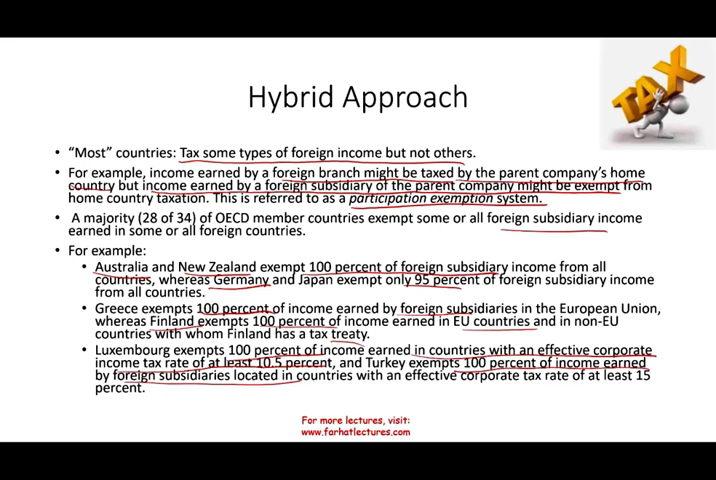 TAX
Hybrid Approach
• “Most” countries: Tax some types of foreign income but not others.
• For example, income earned by a foreign branch might be taxed by the parent company’s home
country but income earned by a foreign subsidiary of the parent company might be exempt from
home country taxation. This is referred to as a participation exemption system.
• A majority (28 of 34) of OECD member countries exempt some or all foreign subsidiary income
earned in some or all foreign countries.
• For example:
• Australia and New Zealand exempt 100 percent of foreign subsidiary income from all
countries, whereas Germany and Japan exempt only 95 percent of foreign subsidiary income
from all countries.
• Greece exempts 100 percent of income earned by foreign subsidiaries in the European Union,
whereas Finland exempts 100 percent of income earned in EU countries and in non-EU
countries with whom Finland has a tax treaty.
• Luxembourg exempts 100 percent of income earned in countries with an effective corporate
income tax rate of at least 10.5 percent, and Turkey exempts 100 percent of income earned
by foreign subsidiaries located in countries with an effective corporate tax rate of at least 15
percent.
For more lectures, visit:
www.farhatlectures.com